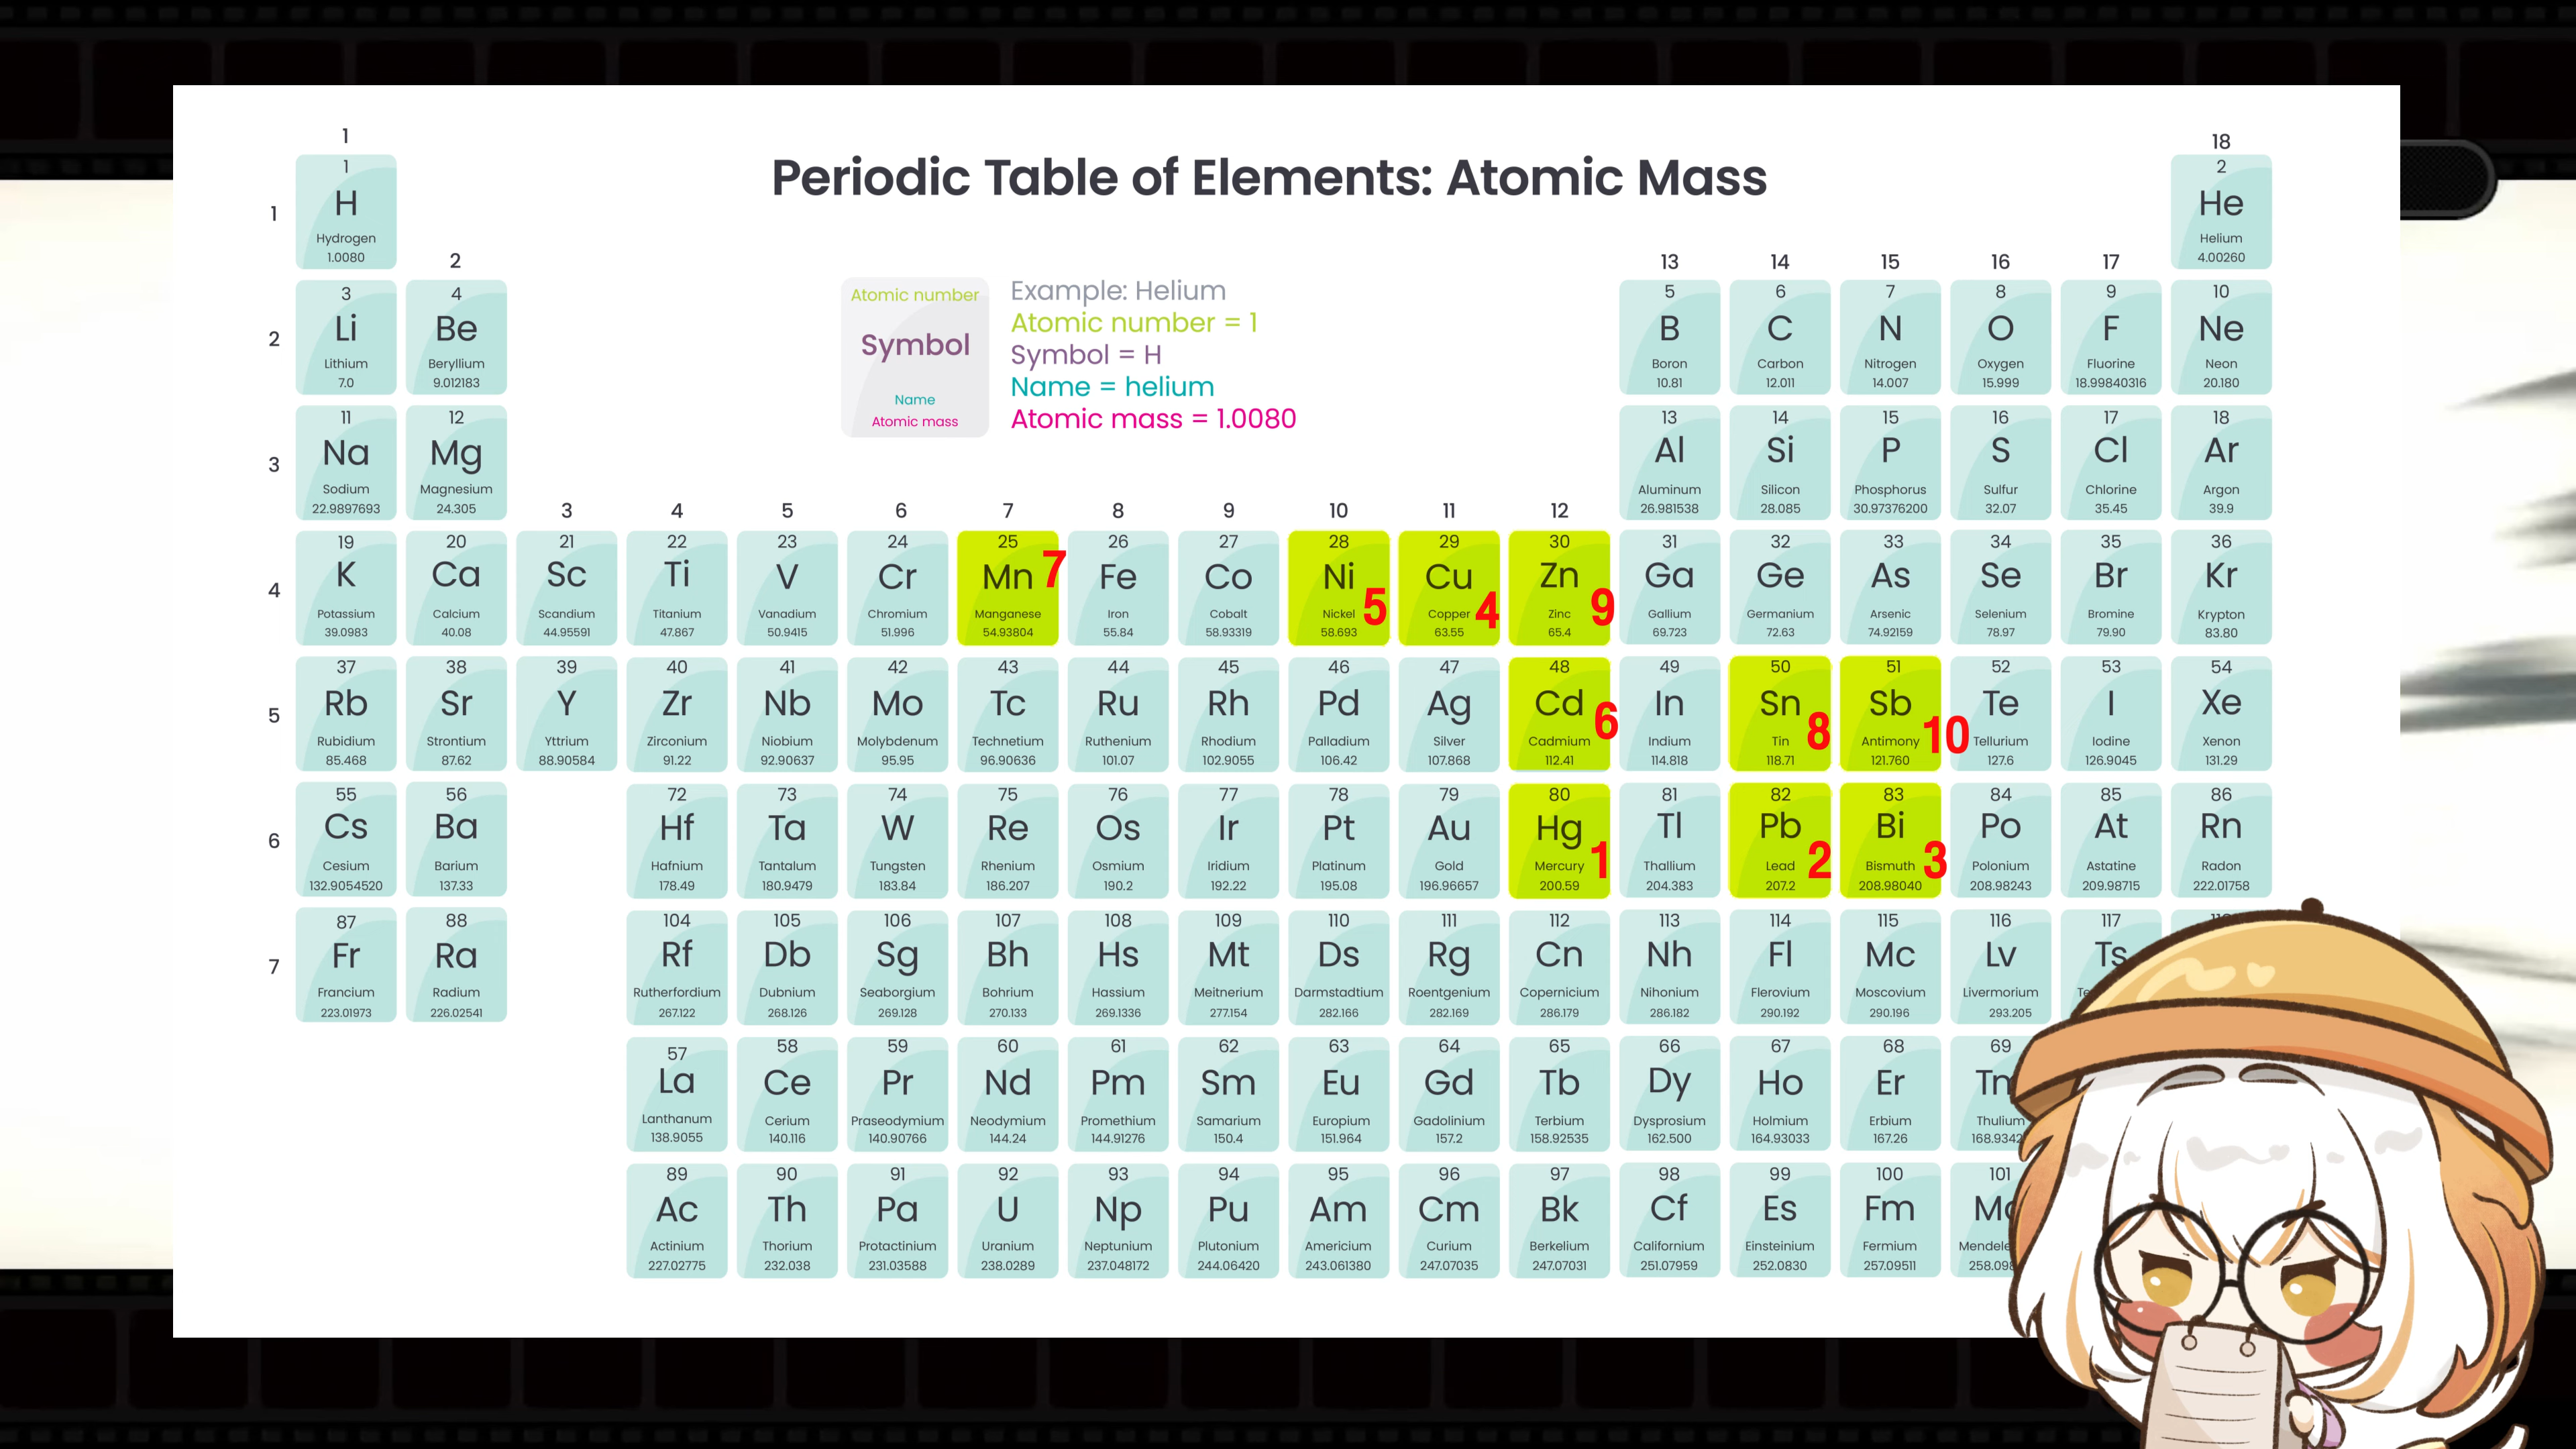 Periodic Table of Elements: Atomic Mass
1
18
1
1
H
Hydrogen
1.0080
2
He
Helium
4.00260
2
13
14
15
16
17
Atomic number
Symbol
Name
Atomic mass
Example: Helium
Atomic number = 1
Symbol = H
Name = helium
Atomic mass = 1.0080
2
3 4 5 6 7 8 9 10
Li Be B C N O F Ne
Lithium Beryllium Boron Carbon Nitrogen Oxygen Fluorine Neon
7.0 9.012183 10.81 12.011 14.007 15.999 18.99840316 20.180
3
11 12 13 14 15 16 17 18
Na Mg Al Si P S Cl Ar
Sodium Magnesium Aluminum Silicon Phosphorus Sulfur Chlorine Argon
22.9897693 24.305 26.981538 28.085 30.97376200 32.07 35.45 39.9
3 4 5 6 7 8 9 10 11 12
4
19 20 21 22 23 24 25 26 27 28 29 30 31 32 33 34 35 36
K Ca Sc Ti V Cr Mn 7 Fe Co Ni Cu Zn Ga Ge As Se Br Kr
Potassium Calcium Scandium Titanium Vanadium Chromium Manganese Iron Cobalt Nickel 5 Copper 4 Zinc 9 Gallium Germanium Arsenic Selenium Bromine Krypton
39.0983 40.08 44.95591 47.867 50.9415 51.996 54.93804 55.84 58.93319 58.693 63.55 65.4 69.723 72.63 74.92159 78.97 79.90 83.80
5
37 38 39 40 41 42 43 44 45 46 47 48 49 50 51 52 53 54
Rb Sr Y Zr Nb Mo Tc Ru Rh Pd Ag Cd 6 In Sn 8 Sb 10 Te I Xe
Rubidium Strontium Yttrium Zirconium Niobium Molybdenum Technetium Ruthenium Rhodium Palladium Silver Cadmium Indium Tin Antimony Tellurium Iodine Xenon
85.468 87.62 88.90584 91.22 92.90637 95.95 96.90636 101.07 102.9055 106.42 107.868 112.41 114.818 118.71 121.760 127.6 126.9045 131.29
6
55 56 72 73 74 75 76 77 78 79 80 81 82 83 84 85 86
Cs Ba Hf Ta W Re Os Ir Pt Au Hg Tl Pb Bi Po At Rn
Cesium Barium Hafnium Tantalum Tungsten Rhenium Osmium Iridium Platinum Gold Mercury 1 Thallium Lead 2 Bismuth 3 Polonium Astatine Radon
132.9054520 137.33 178.49 180.9479 183.84 186.207 190.2 192.22 195.08 196.96657 200.59 204.383 207.2 208.98040 208.98243 209.98715 222.01758
7
87 88 104 105 106 107 108 109 110 111 112 113 114 115 116 117
Fr Ra Rf Db Sg Bh Hs Mt Ds Rg Cn Nh Fl Mc Lv Ts
Francium Radium Rutherfordium Dubnium Seaborgium Bohrium Hassium Meitnerium Darmstadtium Roentgenium Copernicium Nihonium Flerovium Moscovium Livermorium
223.01973 226.02541 267.122 268.126 269.128 270.133 269.1336 277.154 282.166 282.169 286.179 286.182 290.192 290.196 293.205
57 58 59 60 61 62 63 64 65 66 67 68 69
La Ce Pr Nd Pm Sm Eu Gd Tb Dy Ho Er Tm
Lanthanum Cerium Praseodymium Neodymium Promethium Samarium Europium Gadolinium Terbium Dysprosium Holmium Erbium Thulium
138.9055 140.116 140.90766 144.24 144.91276 150.4 151.964 157.2 158.92535 162.500 164.93033 167.26 168.9342
89 90 91 92 93 94 95 96 97 98 99 100 101
Ac Th Pa U Np Pu Am Cm Bk Cf Es Fm
Actinium Thorium Protactinium Uranium Neptunium Plutonium Americium Curium Berkelium Californium Einsteinium Fermium
227.02775 232.038 231.03588 238.0289 237.048172 244.06420 243.061380 247.07035 247.07031 251.07959 252.0830 257.09511